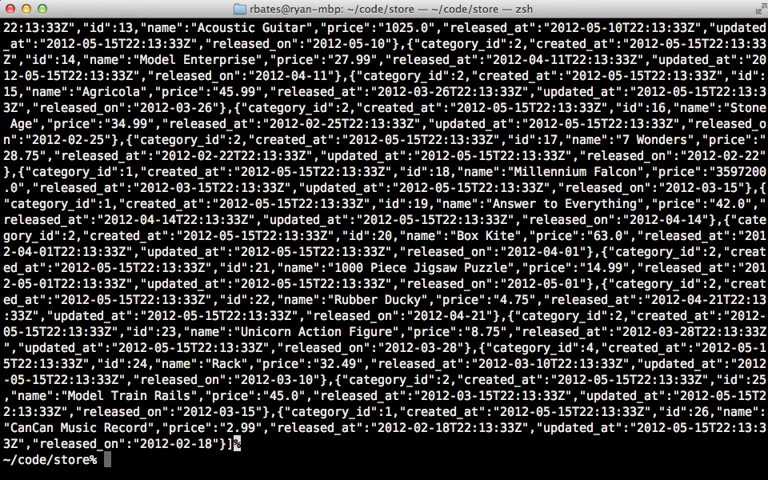 rbates@ryan-mbp: ~/code/store — ~/code/store — zsh
22:13:33Z","id":13,"name":"Acoustic Guitar","price":"1025.0","released_at":"2012-05-10T22:13:33Z","updated
_at":"2012-05-15T22:13:33Z","released_on":"2012-05-10"},{"category_id":2,"created_at":"2012-05-15T22:13:33
Z","id":14,"name":"Model Enterprise","price":"27.99","released_at":"2012-04-11T22:13:33Z","updated_at":"20
12-05-15T22:13:33Z","released_on":"2012-04-11"},{"category_id":2,"created_at":"2012-05-15T22:13:33Z","id":
15,"name":"Agricola","price":"45.99","released_at":"2012-03-26T22:13:33Z","updated_at":"2012-05-15T22:13:3
3Z","released_on":"2012-03-26"},{"category_id":2,"created_at":"2012-05-15T22:13:33Z","id":16,"name":"Stone
 Age","price":"34.99","released_at":"2012-02-25T22:13:33Z","updated_at":"2012-05-15T22:13:33Z","released_o
n":"2012-02-25"},{"category_id":2,"created_at":"2012-05-15T22:13:33Z","id":17,"name":"7 Wonders","price":"
28.75","released_at":"2012-02-22T22:13:33Z","updated_at":"2012-05-15T22:13:33Z","released_on":"2012-02-22"
},{"category_id":1,"created_at":"2012-05-15T22:13:33Z","id":18,"name":"Millennium Falcon","price":"3597200
.0","released_at":"2012-03-15T22:13:33Z","updated_at":"2012-05-15T22:13:33Z","released_on":"2012-03-15"},{
"category_id":1,"created_at":"2012-05-15T22:13:33Z","id":19,"name":"Answer to Everything","price":"42.0","
released_at":"2012-04-14T22:13:33Z","updated_at":"2012-05-15T22:13:33Z","released_on":"2012-04-14"},{"cate
gory_id":2,"created_at":"2012-05-15T22:13:33Z","id":20,"name":"Box Kite","price":"63.0","released_at":"201
2-04-01T22:13:33Z","updated_at":"2012-05-15T22:13:33Z","released_on":"2012-04-01"},{"category_id":2,"creat
ed_at":"2012-05-15T22:13:33Z","id":21,"name":"1000 Piece Jigsaw Puzzle","price":"14.99","released_at":"201
2-05-01T22:13:33Z","updated_at":"2012-05-15T22:13:33Z","released_on":"2012-05-01"},{"category_id":2,"creat
ed_at":"2012-05-15T22:13:33Z","id":22,"name":"Rubber Ducky","price":"4.75","released_at":"2012-04-21T22:13
:33Z","updated_at":"2012-05-15T22:13:33Z","released_on":"2012-04-21"},{"category_id":2,"created_at":"2012-
05-15T22:13:33Z","id":23,"name":"Unicorn Action Figure","price":"8.75","released_at":"2012-03-28T22:13:33Z
","updated_at":"2012-05-15T22:13:33Z","released_on":"2012-03-28"},{"category_id":4,"created_at":"2012-05-1
5T22:13:33Z","id":24,"name":"Rack","price":"32.49","released_at":"2012-03-10T22:13:33Z","updated_at":"2012
-05-15T22:13:33Z","released_on":"2012-03-10"},{"category_id":2,"created_at":"2012-05-15T22:13:33Z","id":25
,"name":"Model Train Rails","price":"45.0","released_at":"2012-03-15T22:13:33Z","updated_at":"2012-05-15T2
2:13:33Z","released_on":"2012-03-15"},{"category_id":1,"created_at":"2012-05-15T22:13:33Z","id":26,"name":
"CanCan Music Record","price":"2.99","released_at":"2012-02-18T22:13:33Z","updated_at":"2012-05-15T22:13:3
3Z","released_on":"2012-02-18"}]%
~/code/store%